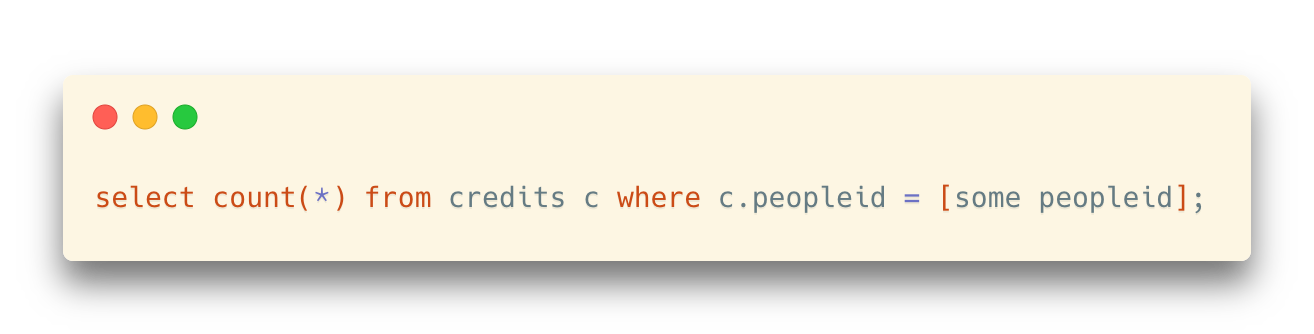 select count(*) from credits c where c.peopleid = [some peopleid];